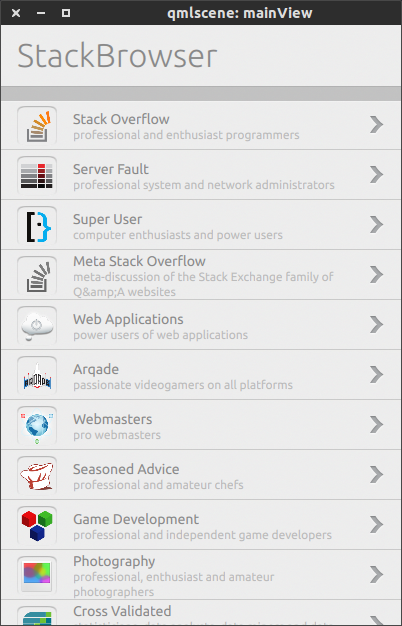 qmlscene: mainView
StackBrowser
Stack Overflow
professional and enthusiast programmers
Server Fault
professional system and network administrators
Super User
computer enthusiasts and power users
Meta Stack Overflow
meta-discussion of the Stack Exchange family of
Q&amp;A websites
Web Applications
power users of web applications
Arqade
passionate videogamers on all platforms
Webmasters
pro webmasters
Seasoned Advice
professional and amateur chefs
Game Development
professional and independent game developers
Photography
professional, enthusiast and amateur
photographers
Cross Validated